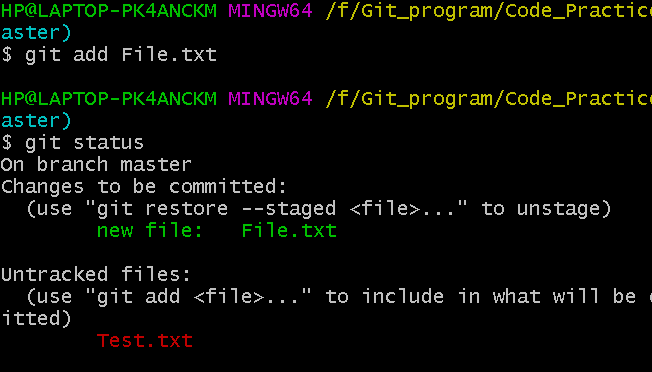 HP@LAPTOP-PK4ANCKM MINGW64 /f/Git_program/Code_Practice
aster)
$ git add File.txt
HP@LAPTOP-PK4ANCKM MINGW64 /f/Git_program/Code_Practice
aster)
$ git status
On branch master
Changes to be committed:
(use "git restore --staged <file>..." to unstage)
new file: File.txt
Untracked files:
(use "git add <file>..." to include in what will be
itted)
Test.txt